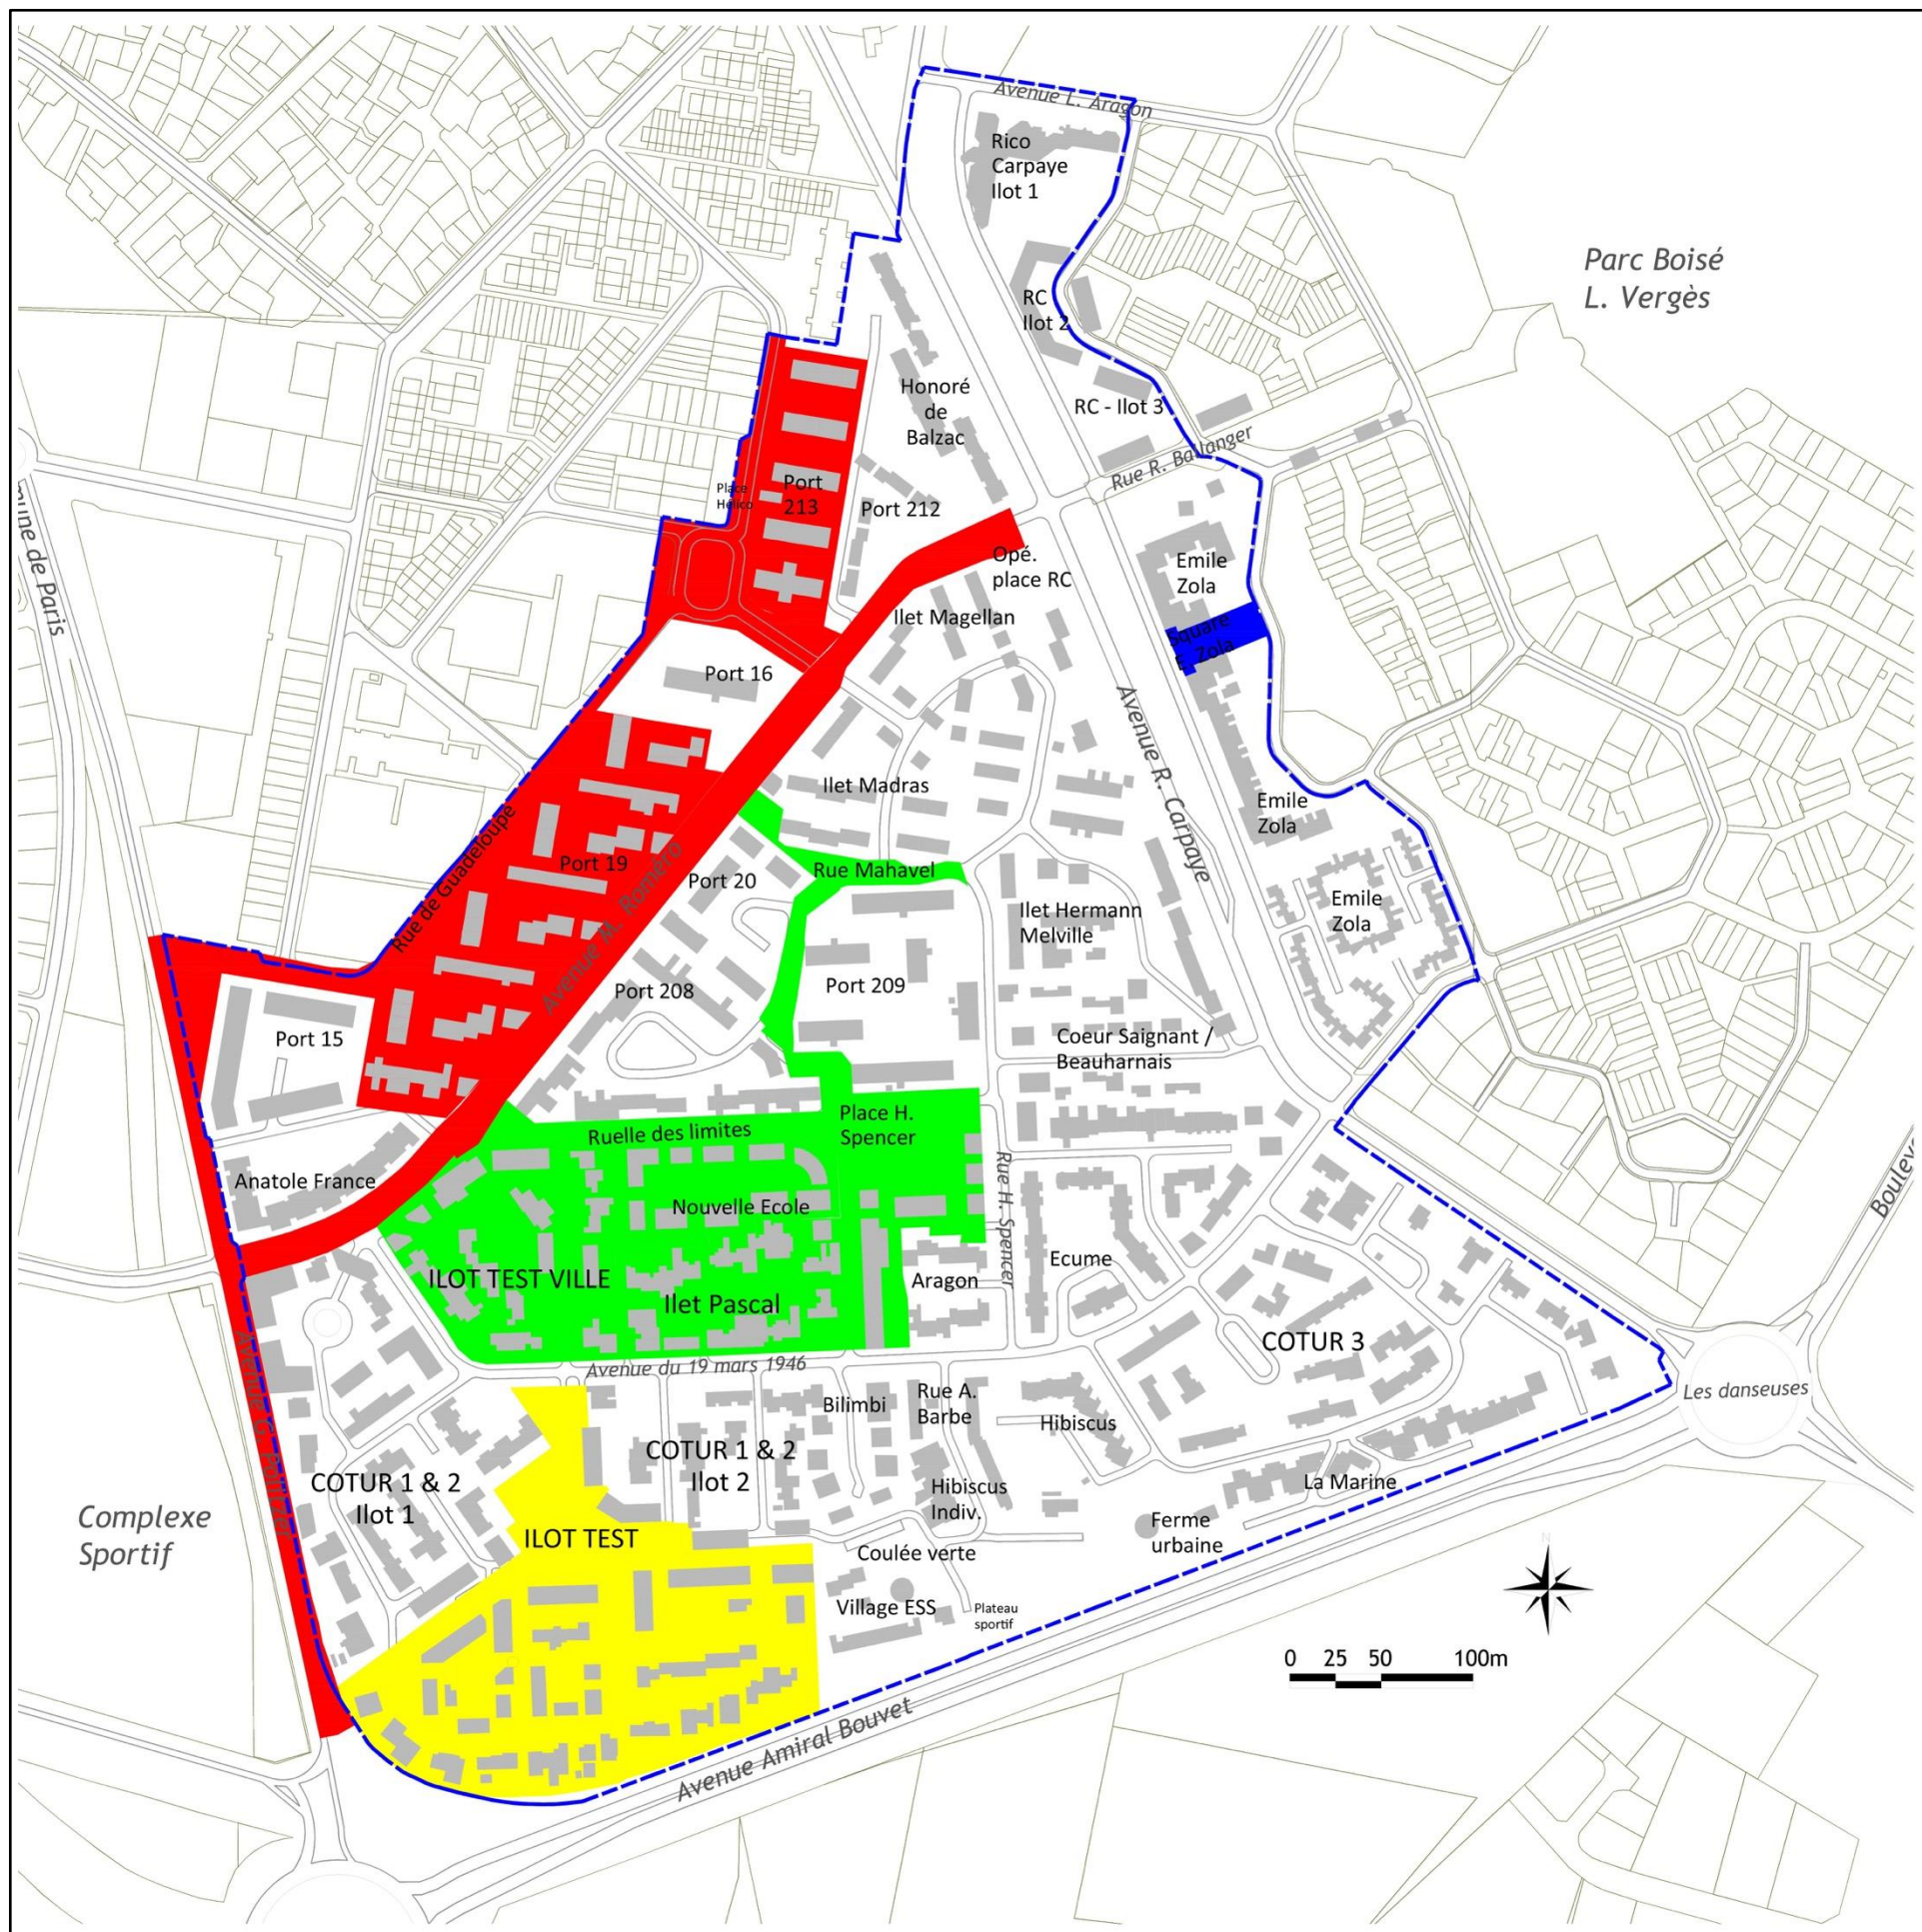 Avenue L. Aragon
Rico
Carpaye
Ilot 1
Parc Boisé
L. Vergès
RC
Ilot 2
Honoré
de
Balzac
RC - Ilot 3
Rue R. Ballanger
Place
Hélico
Port
213
Port 212
Opé.
place RC
Emile
Zola
Ilet Magellan
Square
E. Zola
Port 16
Avenue R. Carpaye
Ilet Madras
Emile
Zola
Rue de Guadeloupe
Port 19
Avenue M. Roméro
Port 20
Rue Mahavel
Ilet Hermann
Melville
Emile
Zola
Port 208
Port 209
Port 15
Coeur Saignant /
Beauharnais
Place H.
Spencer
Ruelle des limites
Anatole France
Nouvelle Ecole
Rue H. Spencer
Ecume
ILOT TEST VILLE
Ilet Pascal
Aragon
COTUR 3
Avenue du 19 mars 1946
Les danseuses
Bilimbi
Rue A.
Barbe
Hibiscus
COTUR 1 & 2
Ilot 1
COTUR 1 & 2
Ilot 2
Hibiscus
Indiv.
La Marine
Complexe
Sportif
ILOT TEST
Ferme
urbaine
Coulée verte
Village ESS
Plateau
sportif
N
0 25 50 100m
Avenue Amiral Bouvet